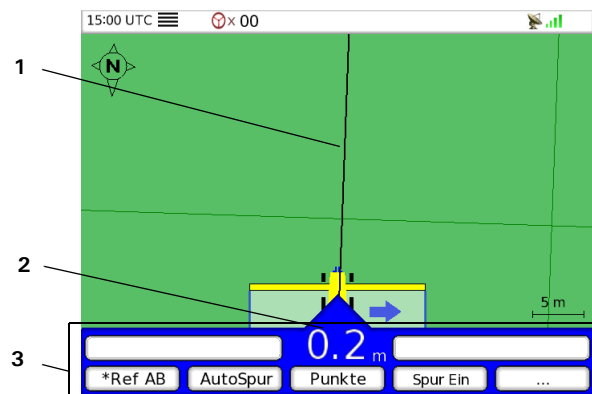 15:00 UTC x 00
1
N
2
5 m
0.2 m
3
*Ref AB AutoSpur Punkte Spur Ein ...